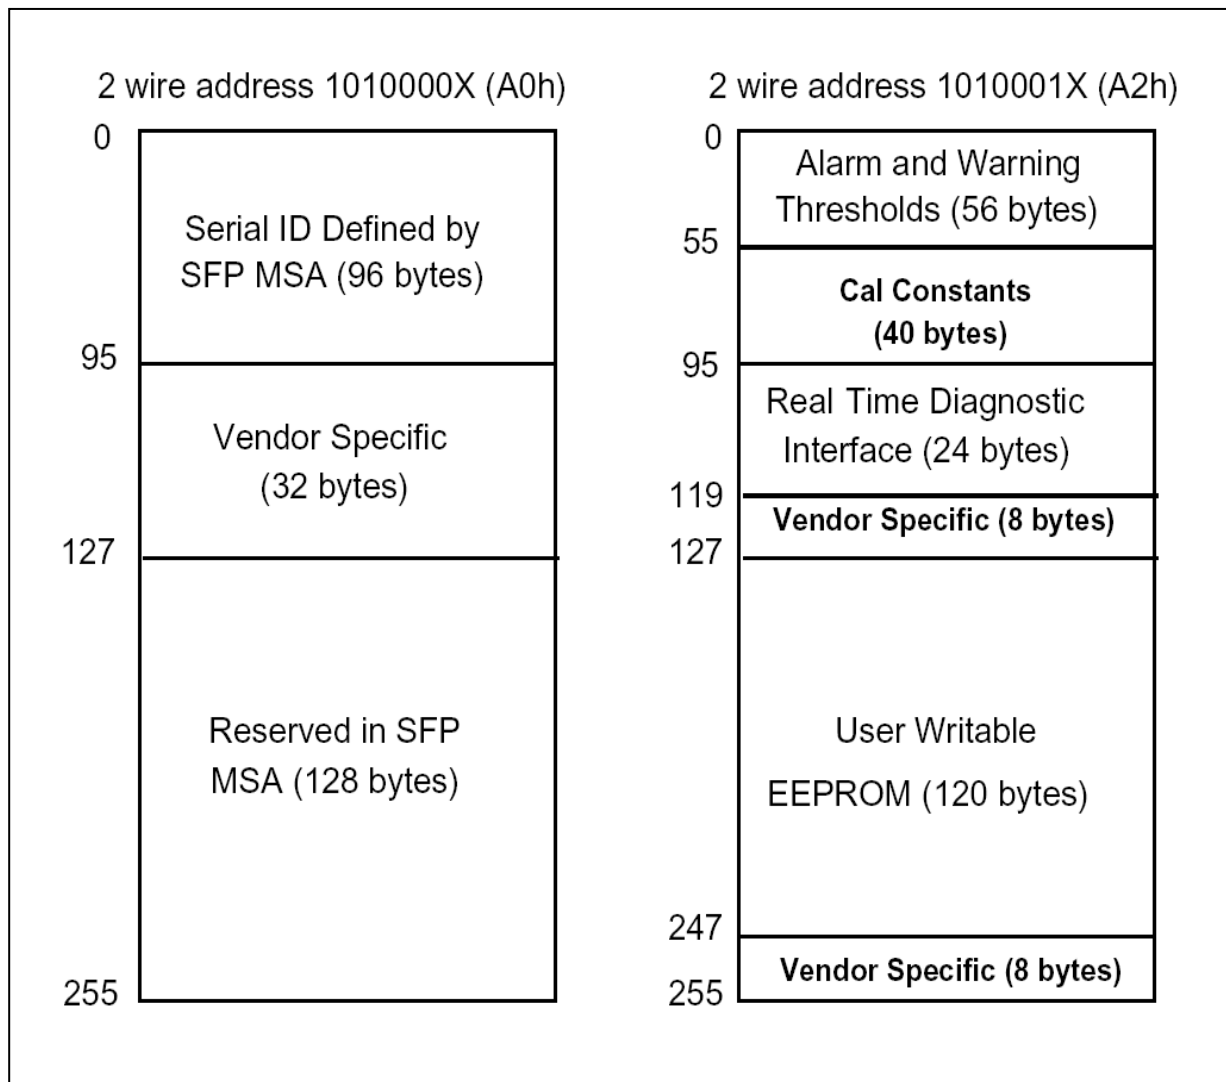 2 wire address 1010000X (A0h)
0
Serial ID Defined by
SFP MSA (96 bytes)
95
Vendor Specific
(32 bytes)
127
Reserved in SFP
MSA (128 bytes)
255
2 wire address 1010001X (A2h)
0
Alarm and Warning
Thresholds (56 bytes)
55
Cal Constants
(40 bytes)
95
Real Time Diagnostic
Interface (24 bytes)
119
Vendor Specific (8 bytes)
127
User Writable
EEPROM (120 bytes)
247
Vendor Specific (8 bytes)
255